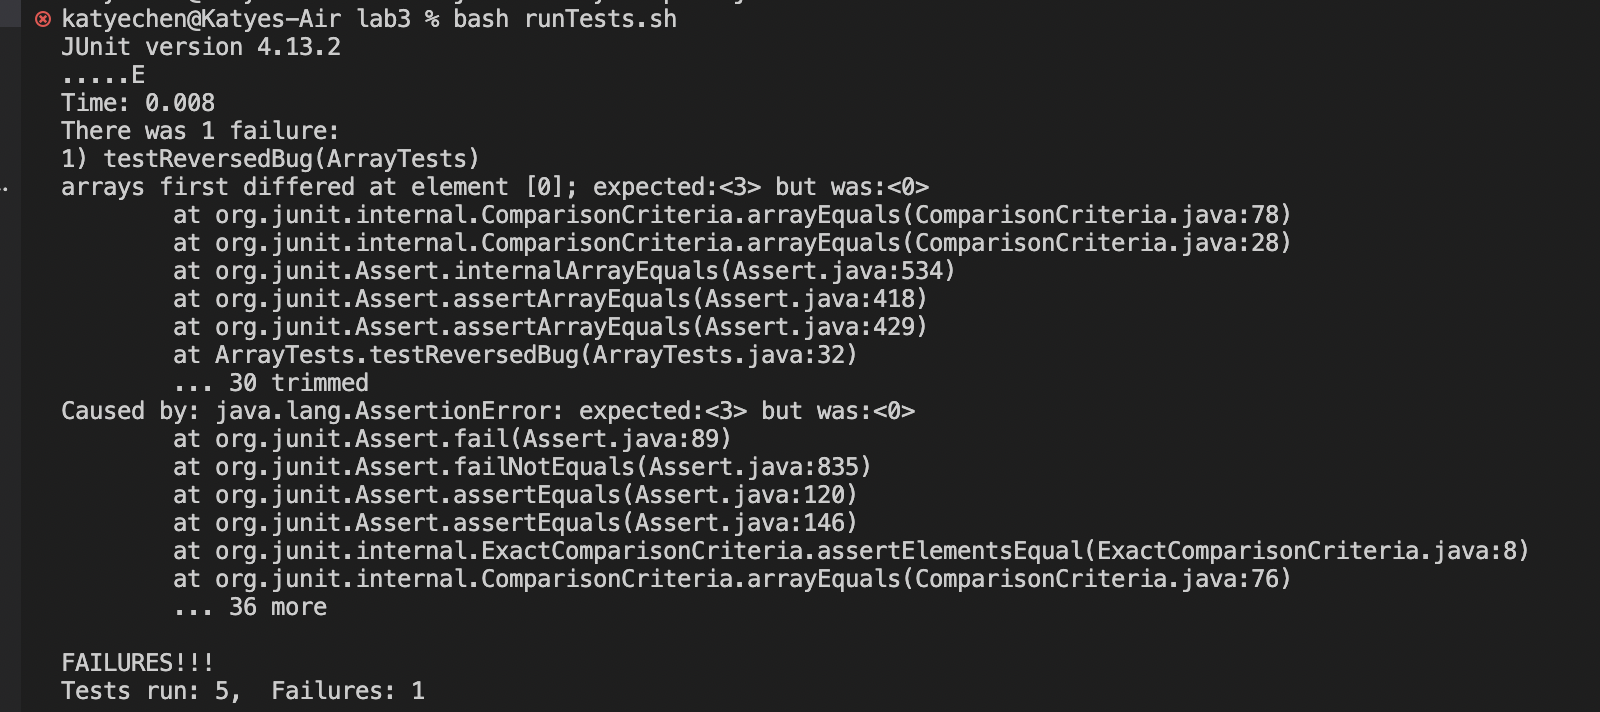 katyechen@Katyes-Air lab3 % bash runTests.sh
JUnit version 4.13.2
.....E
Time: 0.008
There was 1 failure:
1) testReversedBug(ArrayTests)
arrays first differed at element [0]; expected:<3> but was:<0>
        at org.junit.internal.ComparisonCriteria.arrayEquals(ComparisonCriteria.java:78)
        at org.junit.internal.ComparisonCriteria.arrayEquals(ComparisonCriteria.java:28)
        at org.junit.Assert.internalArrayEquals(Assert.java:534)
        at org.junit.Assert.assertArrayEquals(Assert.java:418)
        at org.junit.Assert.assertArrayEquals(Assert.java:429)
        at ArrayTests.testReversedBug(ArrayTests.java:32)
        ... 30 trimmed
Caused by: java.lang.AssertionError: expected:<3> but was:<0>
        at org.junit.Assert.fail(Assert.java:89)
        at org.junit.Assert.failNotEquals(Assert.java:835)
        at org.junit.Assert.assertEquals(Assert.java:120)
        at org.junit.Assert.assertEquals(Assert.java:146)
        at org.junit.internal.ExactComparisonCriteria.assertElementsEqual(ExactComparisonCriteria.java:8)
        at org.junit.internal.ComparisonCriteria.arrayEquals(ComparisonCriteria.java:76)
        ... 36 more

FAILURES!!!
Tests run: 5,  Failures: 1